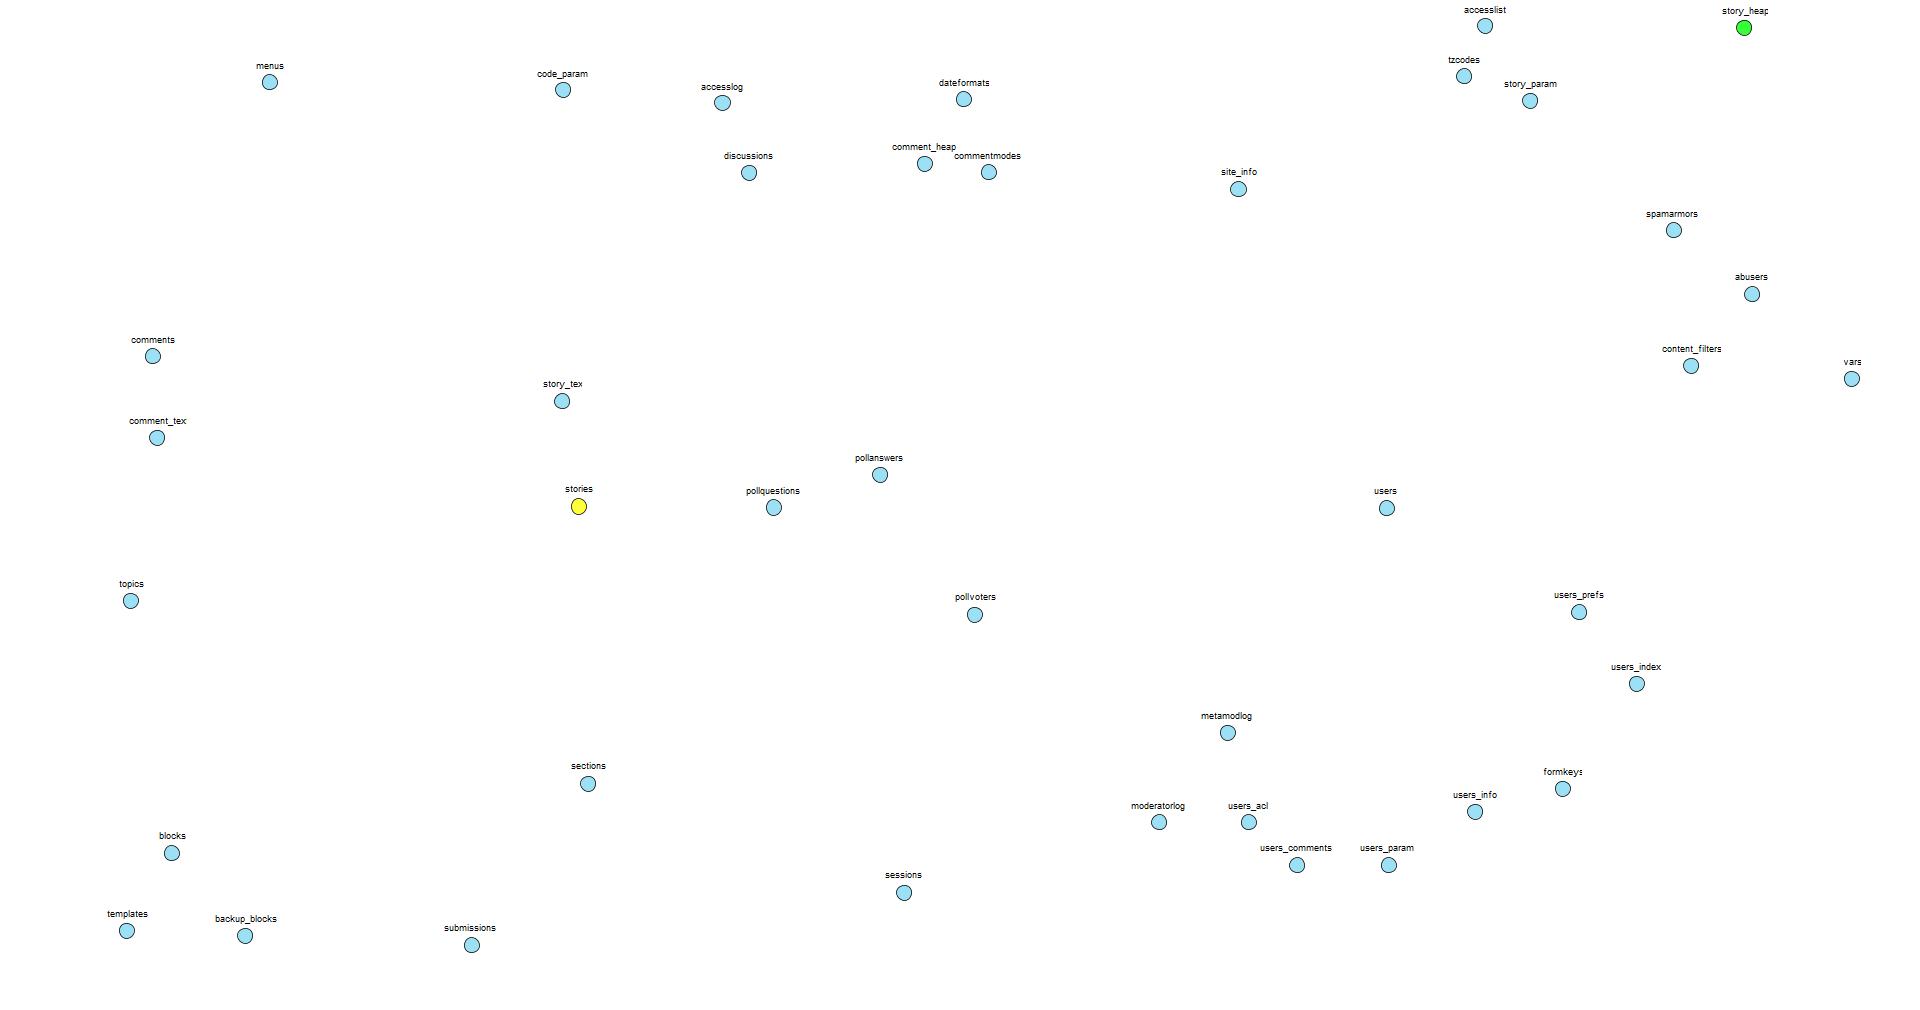 accesslist
story_heap
menus
tzcodes
code_param
accesslog
dateformats
story_param
discussions
comment_heap
commentmodes
site_info
spamarmors
abusers
comments
content_filters
vars
story_tex
comment_tex
pollanswers
stories
pollquestions
users
topics
pollvoters
users_prefs
users_index
metamodlog
sections
formkeys
users_info
moderatorlog
users_acl
blocks
users_comments
users_param
sessions
templates
backup_blocks
submissions